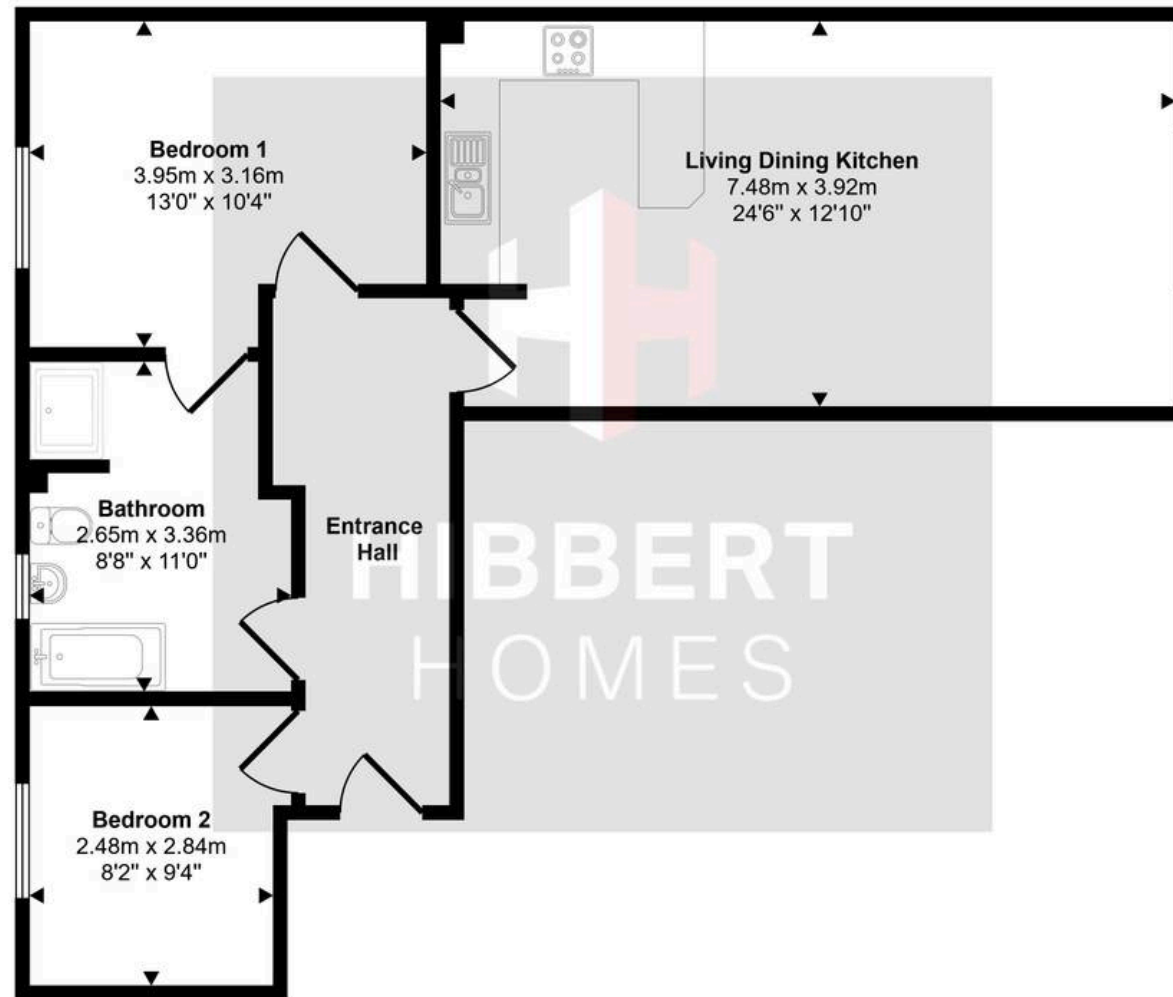 Bedroom 1
3.95m x 3.16m
13'0" x 10'4"
Living Dining Kitchen
7.48m x 3.92m
24'6" x 12'10"
Bathroom
2.65m x 3.36m
8'8" x 11'0"
Entrance
Hall
HIBBERT
HOMES
Bedroom 2
2.48m x 2.84m
8'2" x 9'4"